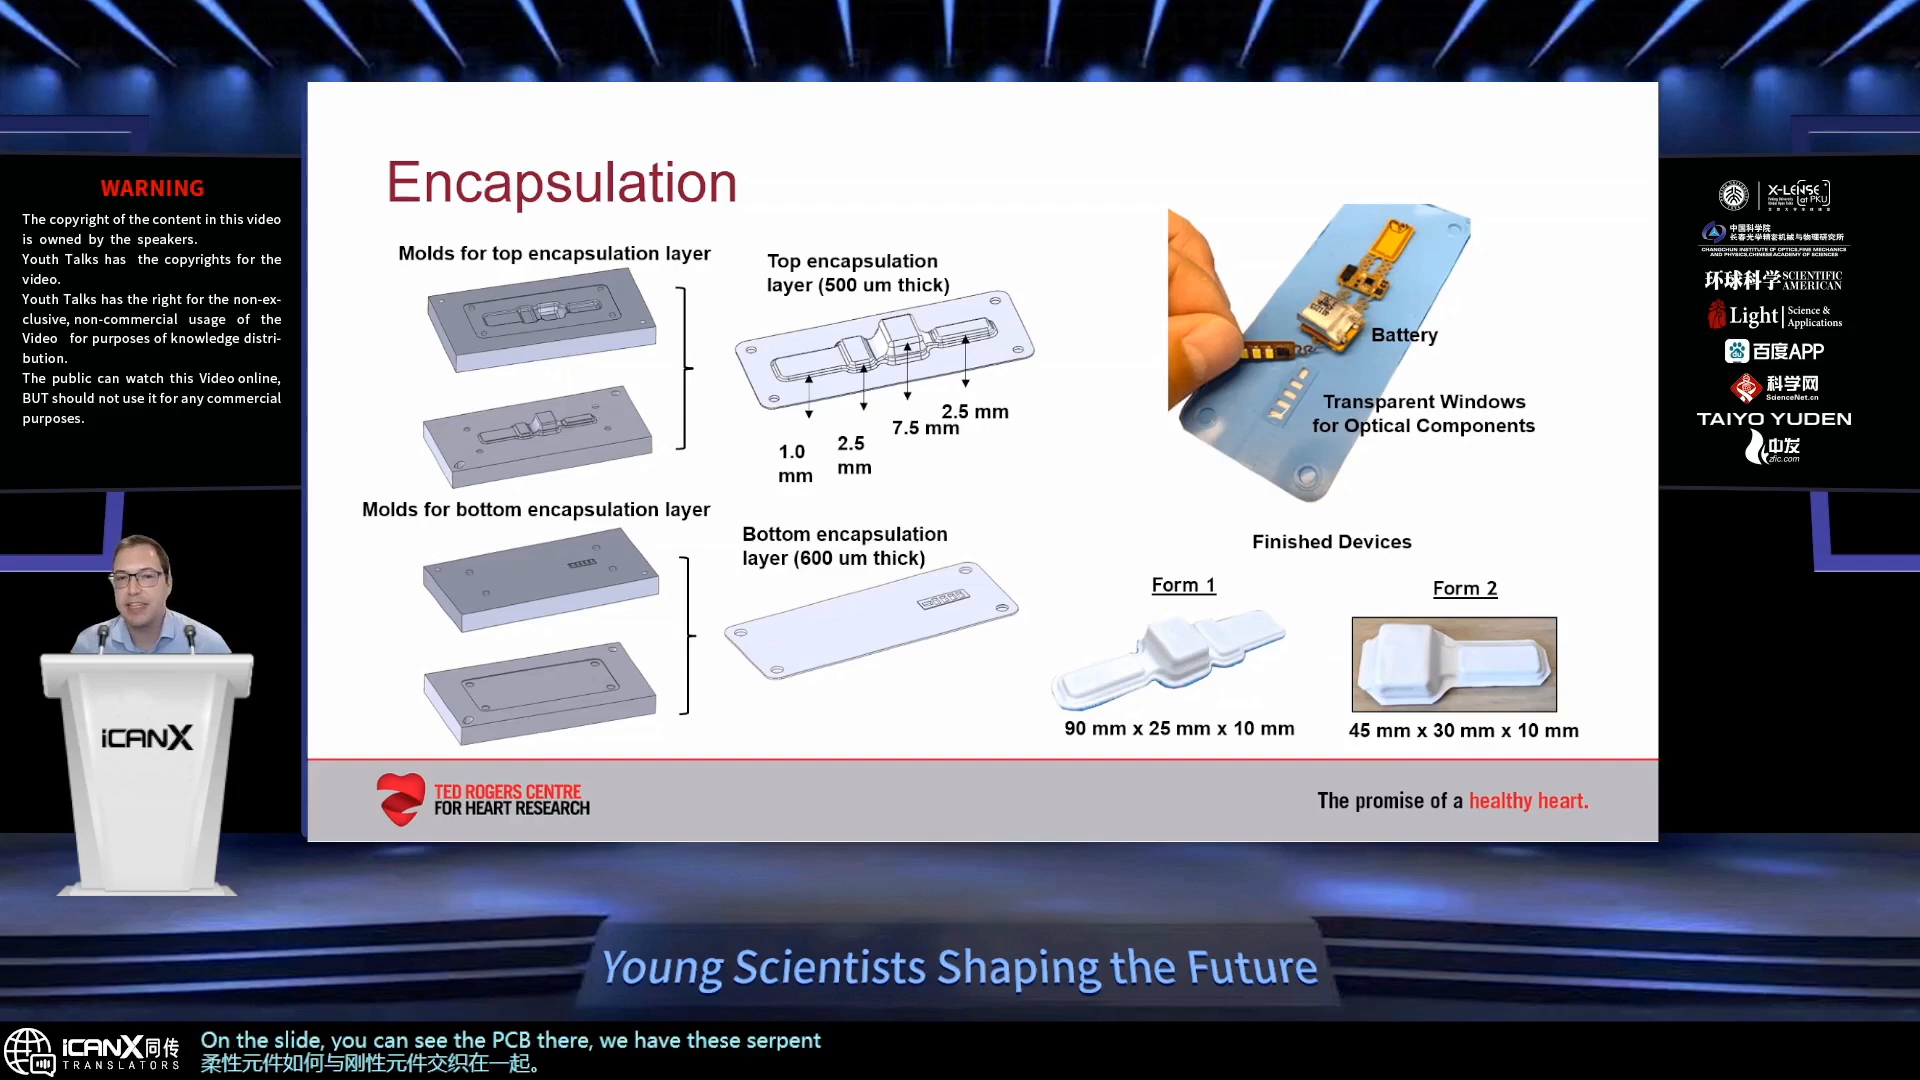 WARNING
The copyright of the content in this video
is owned by the speakers.
Youth Talks has the copyrights for the
video.
Youth Talks has the right for the non-ex-
clusive, non-commercial usage of the
Video for purposes of knowledge distri-
bution.
The public can watch this Video online,
BUT should not use it for any commercial
purposes.
Encapsulation
Molds for top encapsulation layer
Top encapsulation
layer (500 um thick)
1.0
mm
2.5
mm
7.5 mm
2.5 mm
Molds for bottom encapsulation layer
Bottom encapsulation
layer (600 um thick)
Battery
Transparent Windows
for Optical Components
Finished Devices
Form 1
90 mm x 25 mm x 10 mm
Form 2
45 mm x 30 mm x 10 mm
TED ROGERS CENTRE
FOR HEART RESEARCH
The promise of a healthy heart.
X-LENSE
at PKU
中国科学院
长春光学精密机械与物理研究所
CHANGCHUN INSTITUTE OF OPTICS, FINE MECHANICS
AND PHYSICS, CHINESE ACADEMY OF SCIENCES
环球科学 SCIENTIFIC AMERICAN
Light Science & Applications
百度APP
科学网
ScienceNet.cn
TAIYO YUDEN
中发
zfic.com
iCANX
Young Scientists Shaping the Future
iCANX同传
TRANSLATORS
On the slide, you can see the PCB there, we have these serpent
柔性元件如何与刚性元件交织在一起。